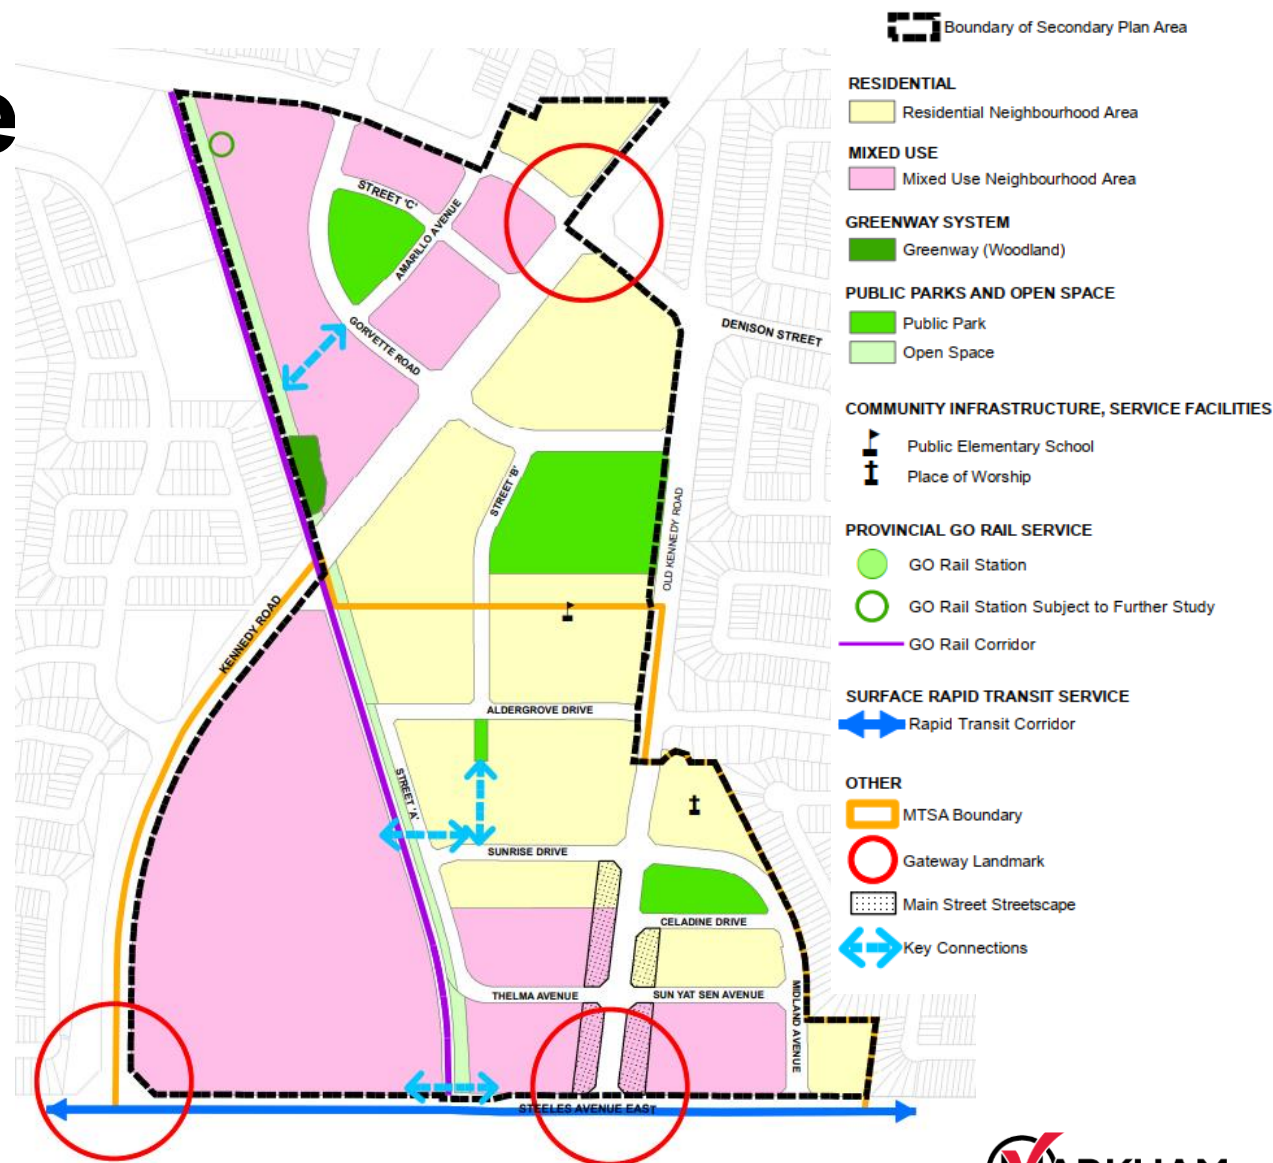 e
Boundary of Secondary Plan Area
RESIDENTIAL
Residential Neighbourhood Area
MIXED USE
Mixed Use Neighbourhood Area
GREENWAY SYSTEM
Greenway (Woodland)
PUBLIC PARKS AND OPEN SPACE
Public Park
Open Space
COMMUNITY INFRASTRUCTURE, SERVICE FACILITIES
Public Elementary School
Place of Worship
PROVINCIAL GO RAIL SERVICE
GO Rail Station
GO Rail Station Subject to Further Study
GO Rail Corridor
SURFACE RAPID TRANSIT SERVICE
Rapid Transit Corridor
OTHER
MTSA Boundary
Gateway Landmark
Main Street Streetscape
Key Connections
STREET 'C'
AMARILLO AVENUE
GORVETTE ROAD
DENISON STREET
STREET 'B'
OLD KENNEDY ROAD
KENNEDY ROAD
ALDERGROVE DRIVE
STREET 'A'
SUNRISE DRIVE
CELADINE DRIVE
THELMA AVENUE
SUN YAT SEN AVENUE
MIDLAND AVENUE
STEELES AVENUE EAST
MARKHAM